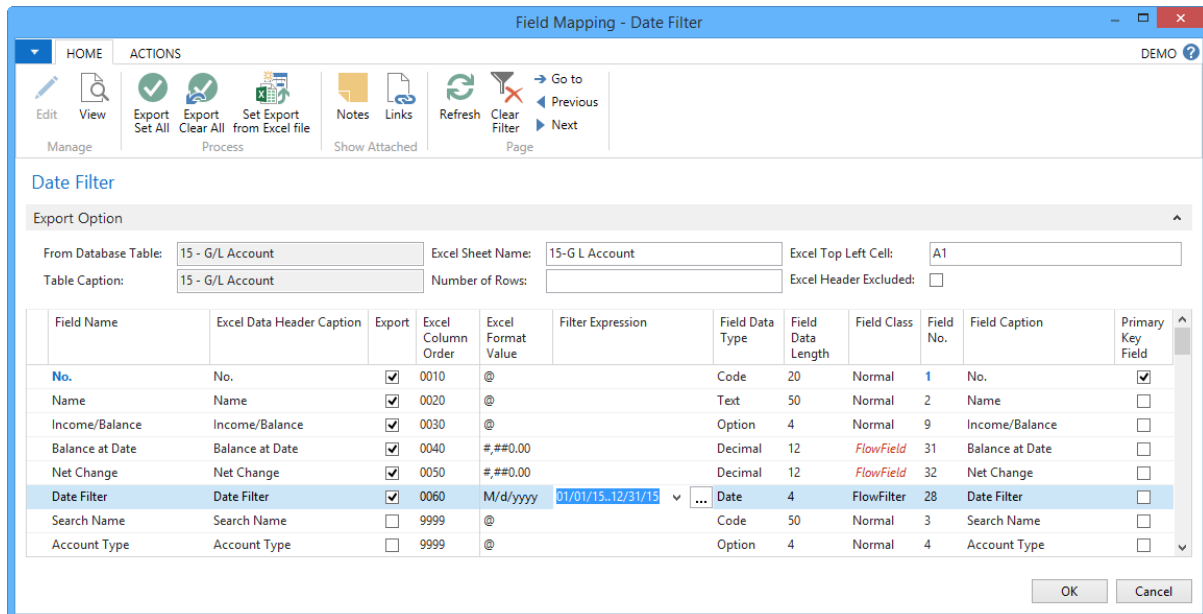 Field Mapping - Date Filter
HOME ACTIONS DEMO
Edit View Export Set All Export Clear All Set Export from Excel file Notes Links Refresh Clear Filter Go to
Previous
Next
Manage Process Show Attached Page
Date Filter
Export Option
From Database Table: 15 - G/L Account Excel Sheet Name: 15-G L Account Excel Top Left Cell: A1
Table Caption: 15 - G/L Account Number of Rows: Excel Header Excluded:
Field Name Excel Data Header Caption Export Excel Column Order Excel Format Value Filter Expression Field Data Type Field Data Length Field Class Field No. Field Caption Primary Key Field
No. No. 0010 @ Code 20 Normal 1 No.
Name Name 0020 @ Text 50 Normal 2 Name
Income/Balance Income/Balance 0030 @ Option 4 Normal 9 Income/Balance
Balance at Date Balance at Date 0040 #,##0.00 Decimal 12 FlowField 31 Balance at Date
Net Change Net Change 0050 #,##0.00 Decimal 12 FlowField 32 Net Change
Date Filter Date Filter 0060 M/d/yyyy 01/01/15..12/31/15 ... Date 4 FlowFilter 28 Date Filter
Search Name Search Name 9999 @ Code 50 Normal 3 Search Name
Account Type Account Type 9999 @ Option 4 Normal 4 Account Type
OK Cancel